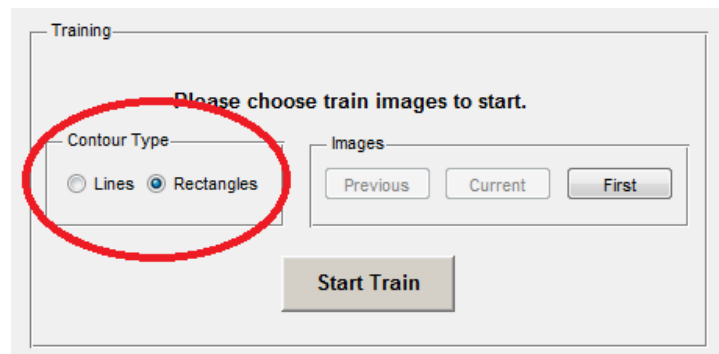 Training
Please choose train images to start.
Contour Type
Lines Rectangles
Images
Previous Current First
Start Train